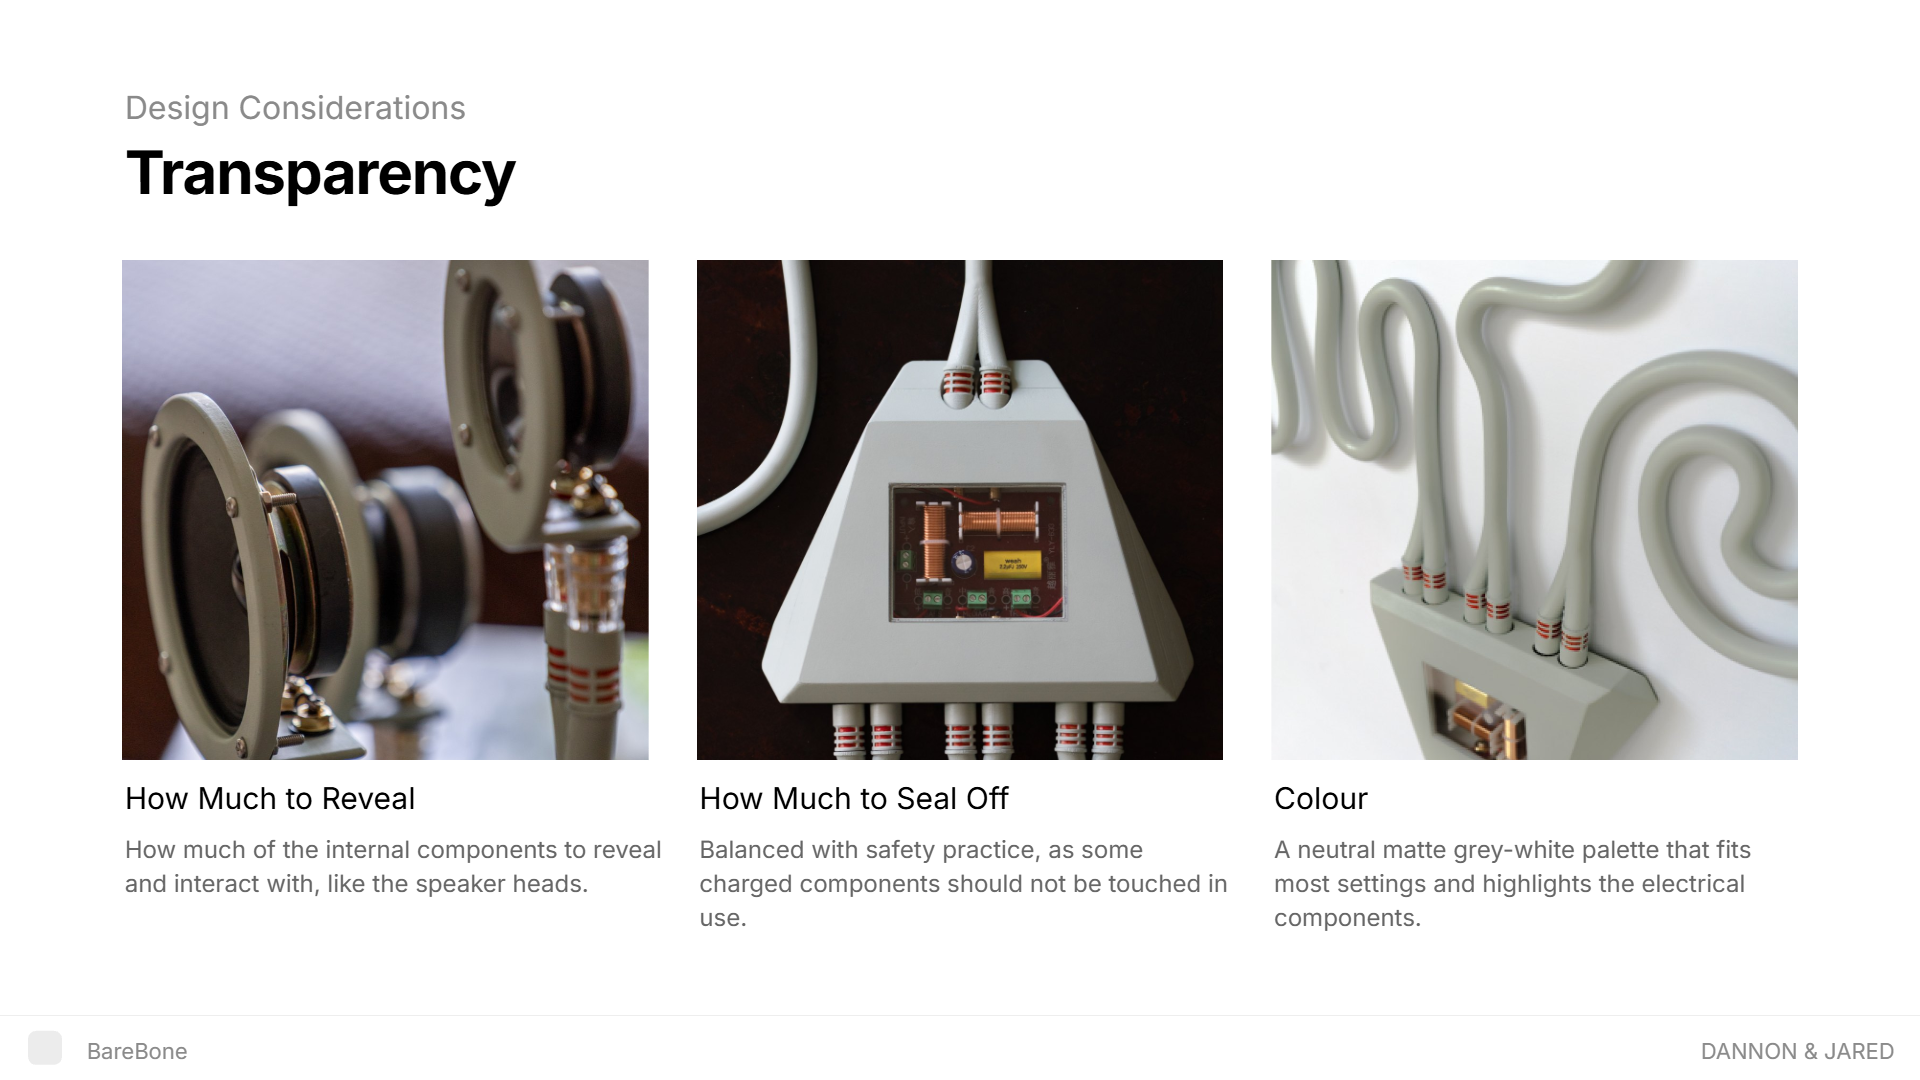 Design Considerations
Transparency
How Much to Reveal
How much of the internal components to reveal
and interact with, like the speaker heads.
How Much to Seal Off
Balanced with safety practice, as some
charged components should not be touched in
use.
Colour
A neutral matte grey-white palette that fits
most settings and highlights the electrical
components.
BareBone
DANNON & JARED